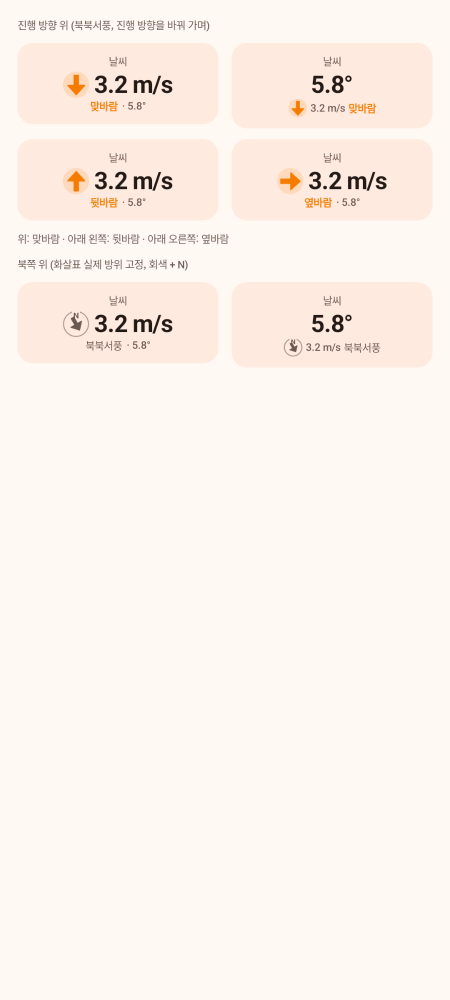 진행 방향 위 (북북서풍, 진행 방향을 바꿔 가며)
날씨
3.2 m/s
맞바람 · 5.8°
날씨
5.8°
3.2 m/s 맞바람
날씨
3.2 m/s
뒷바람 · 5.8°
날씨
3.2 m/s
옆바람 · 5.8°
위: 맞바람 · 아래 왼쪽: 뒷바람 · 아래 오른쪽: 옆바람
북쪽 위 (화살표 실제 방위 고정, 회색 + N)
날씨
N 3.2 m/s
북북서풍 · 5.8°
날씨
5.8°
N 3.2 m/s 북북서풍